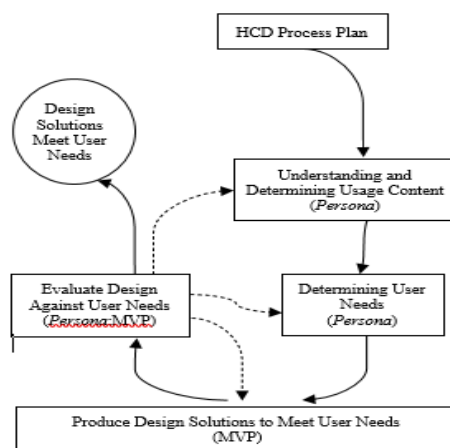 HCD Process Plan
Design
Solutions
Meet User
Needs
Understanding and
Determining Usage Content
(Persona)
Evaluate Design
Against User Needs
(Persona:MVP)
Determining User
Needs
(Persona)
Produce Design Solutions to Meet User Needs
(MVP)